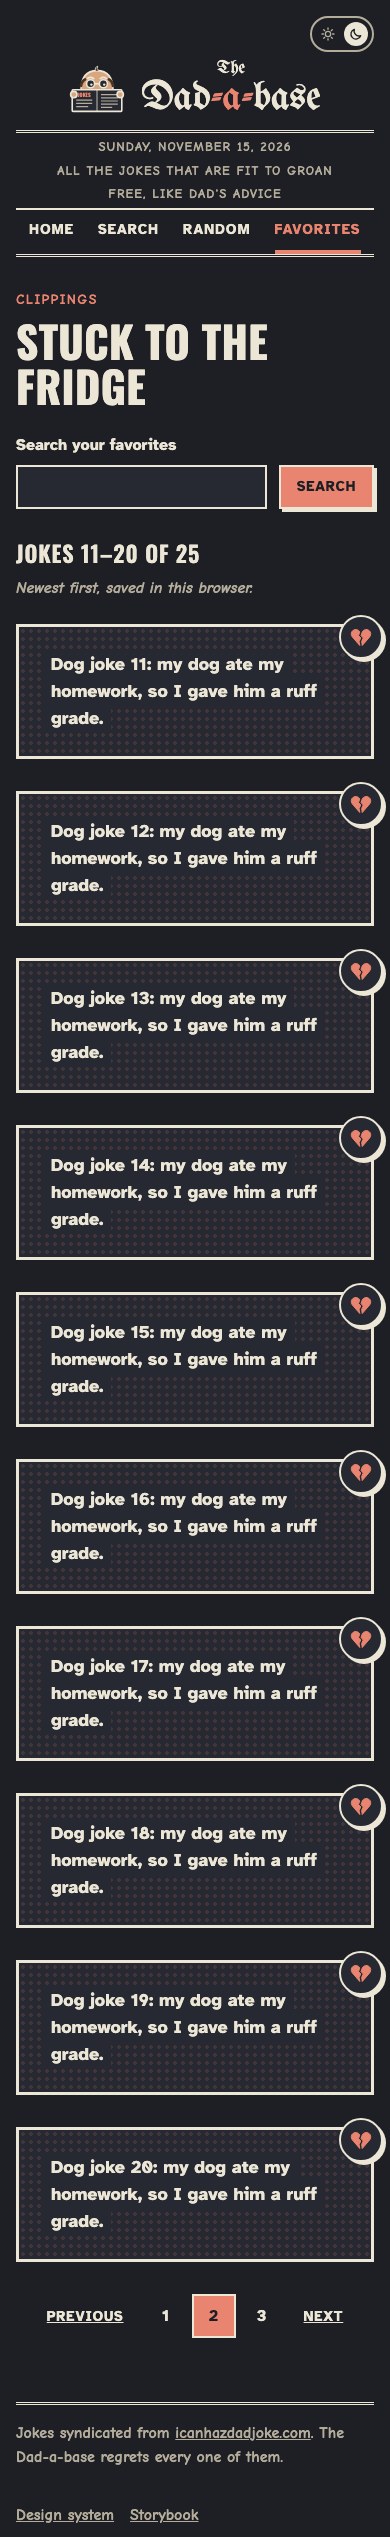 The
Dad-a-base
JOKES
SUNDAY, NOVEMBER 15, 2026
ALL THE JOKES THAT ARE FIT TO GROAN
FREE, LIKE DAD'S ADVICE
HOME SEARCH RANDOM FAVORITES
CLIPPINGS
STUCK TO THE
FRIDGE
Search your favorites
SEARCH
JOKES 11–20 OF 25
Newest first, saved in this browser.
Dog joke 11: my dog ate my
homework, so I gave him a ruff
grade.
Dog joke 12: my dog ate my
homework, so I gave him a ruff
grade.
Dog joke 13: my dog ate my
homework, so I gave him a ruff
grade.
Dog joke 14: my dog ate my
homework, so I gave him a ruff
grade.
Dog joke 15: my dog ate my
homework, so I gave him a ruff
grade.
Dog joke 16: my dog ate my
homework, so I gave him a ruff
grade.
Dog joke 17: my dog ate my
homework, so I gave him a ruff
grade.
Dog joke 18: my dog ate my
homework, so I gave him a ruff
grade.
Dog joke 19: my dog ate my
homework, so I gave him a ruff
grade.
Dog joke 20: my dog ate my
homework, so I gave him a ruff
grade.
PREVIOUS 1 2 3 NEXT
Jokes syndicated from icanhazdadjoke.com. The
Dad-a-base regrets every one of them.
Design system Storybook